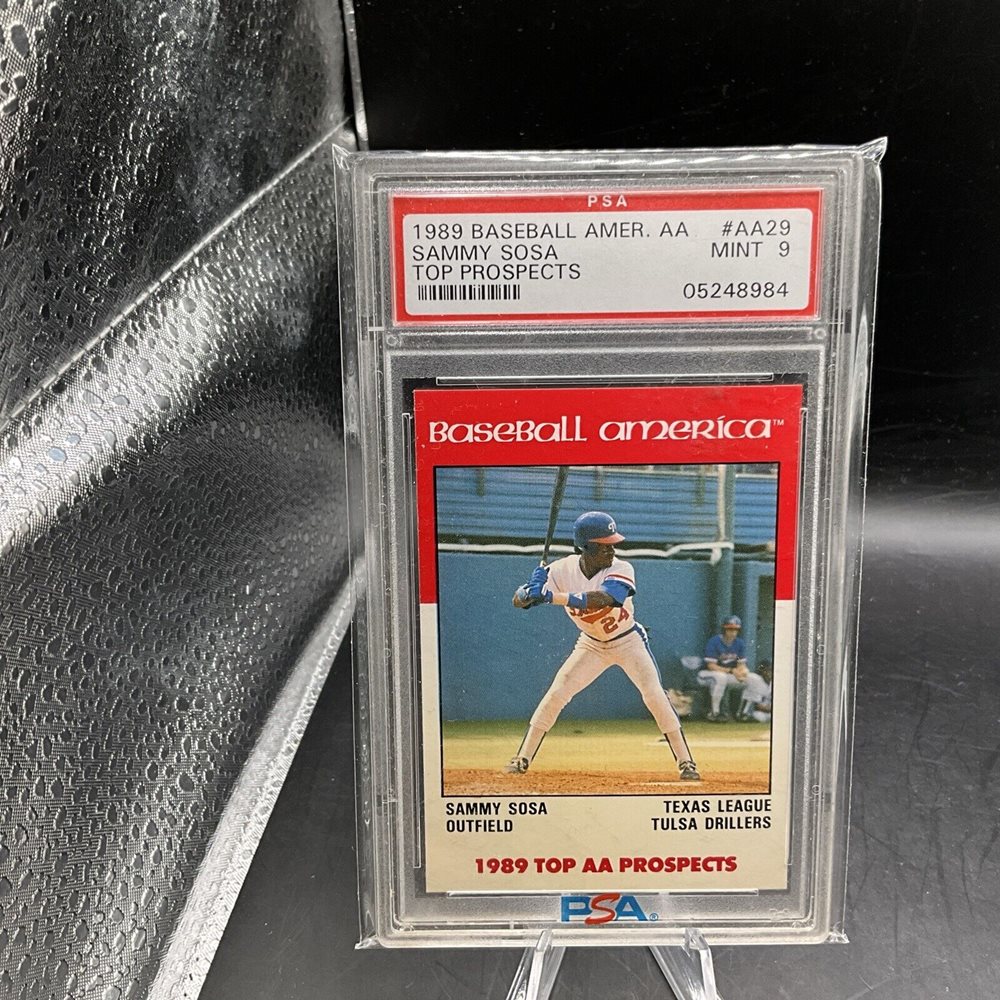 PSA
1989 BASEBALL AMER. AA #AA29
SAMMY SOSA MINT 9
TOP PROSPECTS
05248984
Baseball america™
24
SAMMY SOSA TEXAS LEAGUE
OUTFIELD TULSA DRILLERS
1989 TOP AA PROSPECTS
PSA®